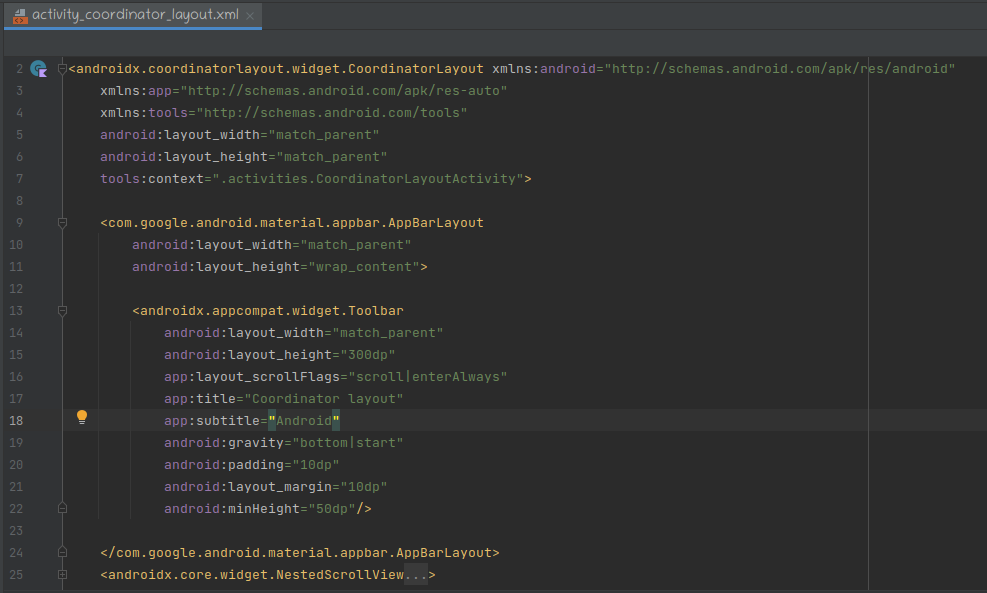 activity_coordinator_layout.xml
2 <androidx.coordinatorlayout.widget.CoordinatorLayout xmlns:android="http://schemas.android.com/apk/res/android"
3 xmlns:app="http://schemas.android.com/apk/res-auto"
4 xmlns:tools="http://schemas.android.com/tools"
5 android:layout_width="match_parent"
6 android:layout_height="match_parent"
7 tools:context=".activities.CoordinatorLayoutActivity">
8
9 <com.google.android.material.appbar.AppBarLayout
10 android:layout_width="match_parent"
11 android:layout_height="wrap_content">
12
13 <androidx.appcompat.widget.Toolbar
14 android:layout_width="match_parent"
15 android:layout_height="300dp"
16 app:layout_scrollFlags="scroll|enterAlways"
17 app:title="Coordinator layout"
18 app:subtitle="Android"
19 android:gravity="bottom|start"
20 android:padding="10dp"
21 android:layout_margin="10dp"
22 android:minHeight="50dp"/>
23
24 </com.google.android.material.appbar.AppBarLayout>
25 <androidx.core.widget.NestedScrollView...>